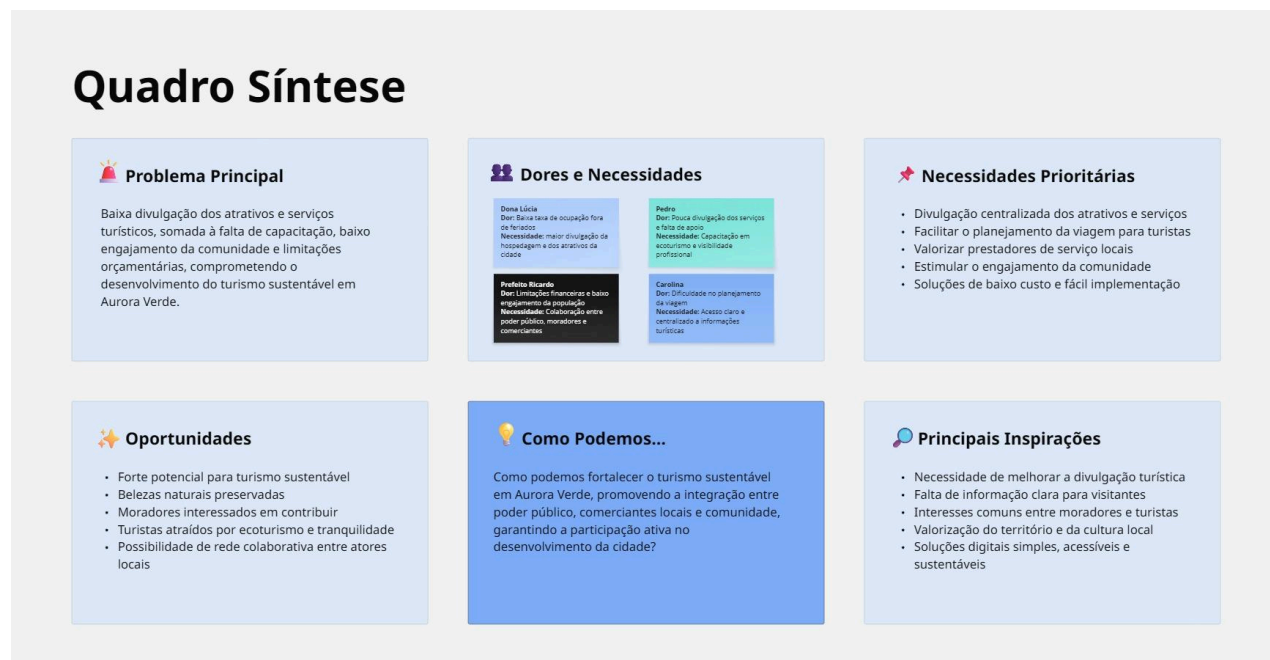 Quadro Síntese
Problema Principal
Baixa divulgação dos atrativos e serviços
turísticos, somada à falta de capacitação, baixo
engajamento da comunidade e limitações
orçamentárias, comprometendo o
desenvolvimento do turismo sustentável em
Aurora Verde.
Dores e Necessidades
Dona Lúcia
Dor: Baixa taxa de ocupação fora
de feriados
Necessidade: maior divulgação da
hospedagem e dos atrativos da
cidade
Pedro
Dor: Pouca divulgação dos serviços
e falta de apoio
Necessidade: Capacitação em
ecoturismo e visibilidade
profissional
Prefeito Ricardo
Dor: Limitações financeiras e baixo
engajamento da população
Necessidade: Colaboração entre
poder público, moradores e
comerciantes
Carolina
Dor: Dificuldade no planejamento
da viagem
Necessidade: Acesso claro e
centralizado a informações
turísticas
Necessidades Prioritárias
• Divulgação centralizada dos atrativos e serviços
• Facilitar o planejamento da viagem para turistas
• Valorizar prestadores de serviço locais
• Estimular o engajamento da comunidade
• Soluções de baixo custo e fácil implementação
Oportunidades
• Forte potencial para turismo sustentável
• Belezas naturais preservadas
• Moradores interessados em contribuir
• Turistas atraídos por ecoturismo e tranquilidade
• Possibilidade de rede colaborativa entre atores
locais
Como Podemos...
Como podemos fortalecer o turismo sustentável
em Aurora Verde, promovendo a integração entre
poder público, comerciantes locais e comunidade,
garantindo a participação ativa no
desenvolvimento da cidade?
Principais Inspirações
• Necessidade de melhorar a divulgação turística
• Falta de informação clara para visitantes
• Interesses comuns entre moradores e turistas
• Valorização do território e da cultura local
• Soluções digitais simples, acessíveis e
sustentáveis